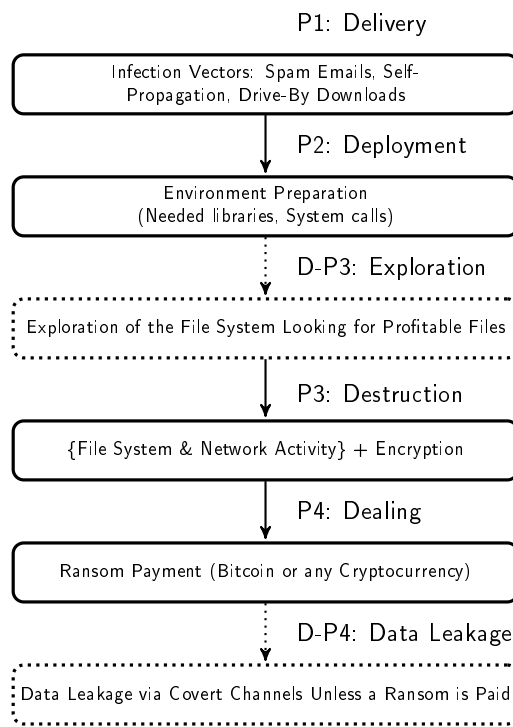 P1: Delivery
Infection Vectors: Spam Emails, Self-
Propagation, Drive-By Downloads
P2: Deployment
Environment Preparation
(Needed libraries, System calls)
D-P3: Exploration
Exploration of the File System Looking for Profitable Files
P3: Destruction
{File System & Network Activity} + Encryption
P4: Dealing
Ransom Payment (Bitcoin or any Cryptocurrency)
D-P4: Data Leakage
Data Leakage via Covert Channels Unless a Ransom is Paid